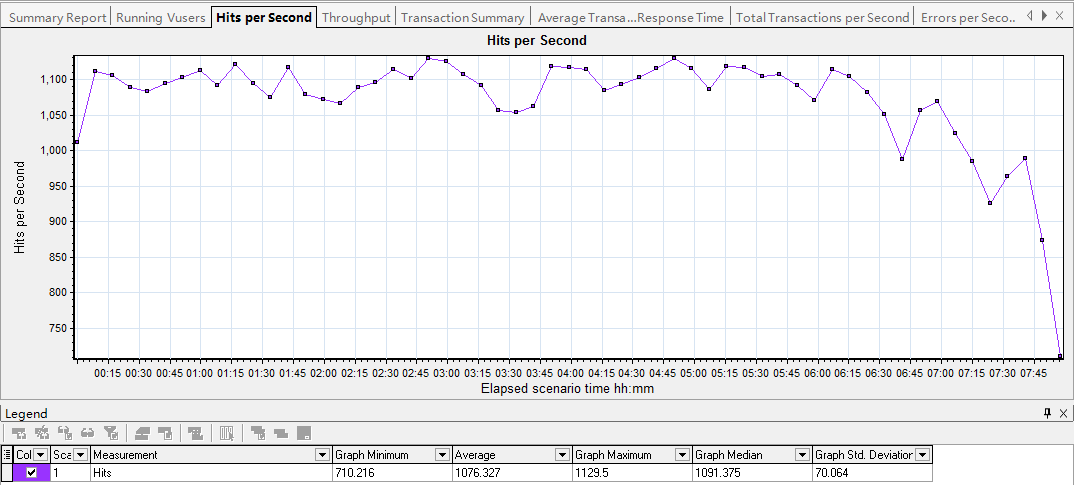 Summary Report Running Vusers Hits per Second Throughput Transaction Summary Average Transa...Response Time Total Transactions per Second Errors per Seco..
Hits per Second
1,100
1,050
1,000
950
900
850
800
750
Hits per Second
00:15 00:30 00:45 01:00 01:15 01:30 01:45 02:00 02:15 02:30 02:45 03:00 03:15 03:30 03:45 04:00 04:15 04:30 04:45 05:00 05:15 05:30 05:45 06:00 06:15 06:30 06:45 07:00 07:15 07:30 07:45
Elapsed scenario time hh:mm
Legend
Col Sca Measurement Graph Minimum Average Graph Maximum Graph Median Graph Std. Deviation
1 Hits 710.216 1076.327 1129.5 1091.375 70.064